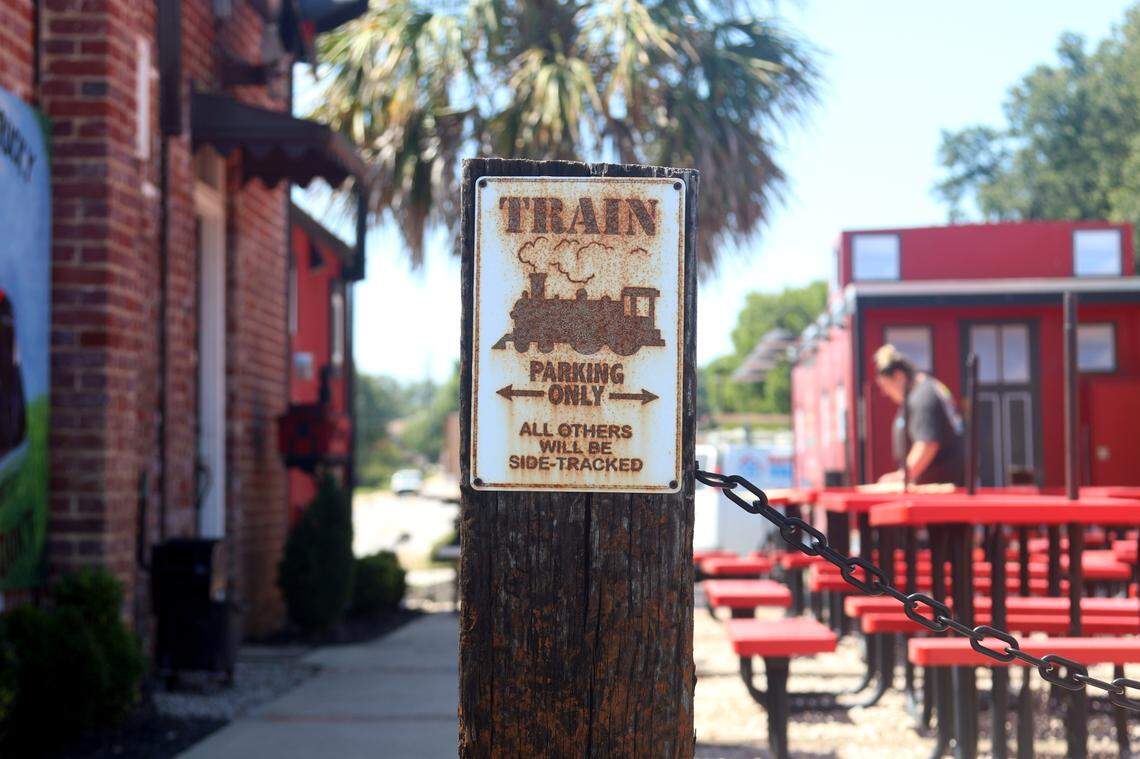 TRAIN
PARKING
ONLY
ALL OTHERS
WILL BE
SIDE-TRACKED